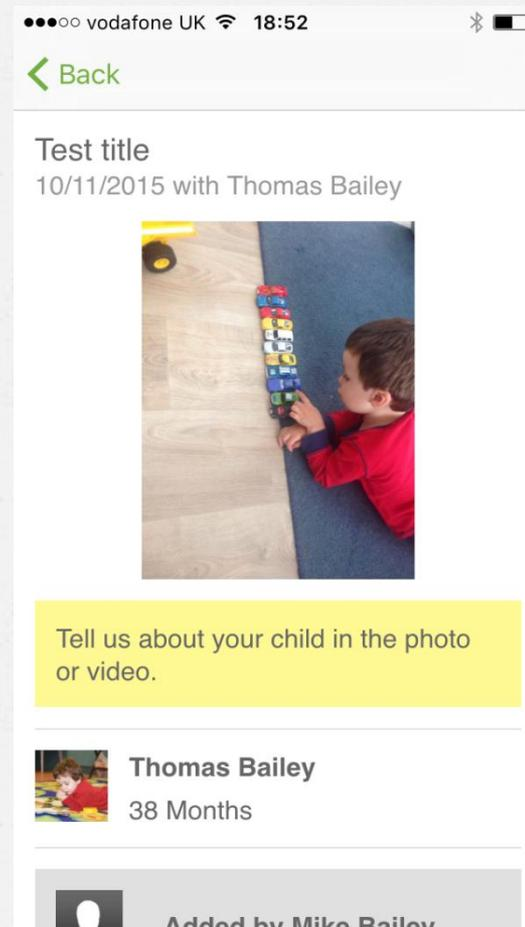 vodafone UK 18:52
Back
Test title
10/11/2015 with Thomas Bailey
Tell us about your child in the photo
or video.
Thomas Bailey
38 Months
Added by Mike Bailey